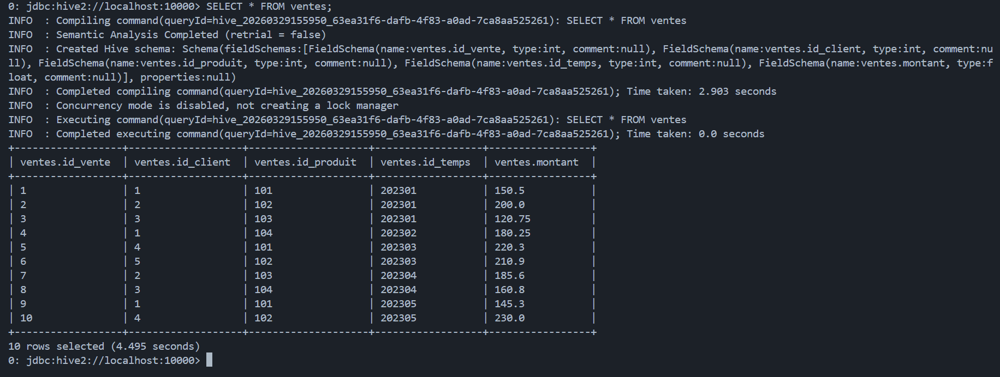 0: jdbc:hive2://localhost:10000> SELECT * FROM ventes;
INFO  : Compiling command(queryId=hive_20260329155950_63ea31f6-dafb-4f83-a0ad-7ca8aa525261): SELECT * FROM ventes
INFO  : Semantic Analysis Completed (retrial = false)
INFO  : Created Hive schema: Schema(fieldSchemas:[FieldSchema(name:ventes.id_vente, type:int, comment:null), FieldSchema(name:ventes.id_client, type:int, comment:nu
ll), FieldSchema(name:ventes.id_produit, type:int, comment:null), FieldSchema(name:ventes.id_temps, type:int, comment:null), FieldSchema(name:ventes.montant, type:f
loat, comment:null)], properties:null)
INFO  : Completed compiling command(queryId=hive_20260329155950_63ea31f6-dafb-4f83-a0ad-7ca8aa525261); Time taken: 2.903 seconds
INFO  : Concurrency mode is disabled, not creating a lock manager
INFO  : Executing command(queryId=hive_20260329155950_63ea31f6-dafb-4f83-a0ad-7ca8aa525261): SELECT * FROM ventes
INFO  : Completed executing command(queryId=hive_20260329155950_63ea31f6-dafb-4f83-a0ad-7ca8aa525261); Time taken: 0.0 seconds
+------------------+-------------------+--------------------+------------------+-----------------+
| ventes.id_vente  | ventes.id_client  | ventes.id_produit  | ventes.id_temps  | ventes.montant  |
+------------------+-------------------+--------------------+------------------+-----------------+
| 1                | 1                 | 101                | 202301           | 150.5           |
| 2                | 2                 | 102                | 202301           | 200.0           |
| 3                | 3                 | 103                | 202301           | 120.75          |
| 4                | 1                 | 104                | 202302           | 180.25          |
| 5                | 4                 | 101                | 202303           | 220.3           |
| 6                | 5                 | 102                | 202303           | 210.9           |
| 7                | 2                 | 103                | 202304           | 185.6           |
| 8                | 3                 | 104                | 202304           | 160.8           |
| 9                | 1                 | 101                | 202305           | 145.3           |
| 10               | 4                 | 102                | 202305           | 230.0           |
+------------------+-------------------+--------------------+------------------+-----------------+
10 rows selected (4.495 seconds)
0: jdbc:hive2://localhost:10000>